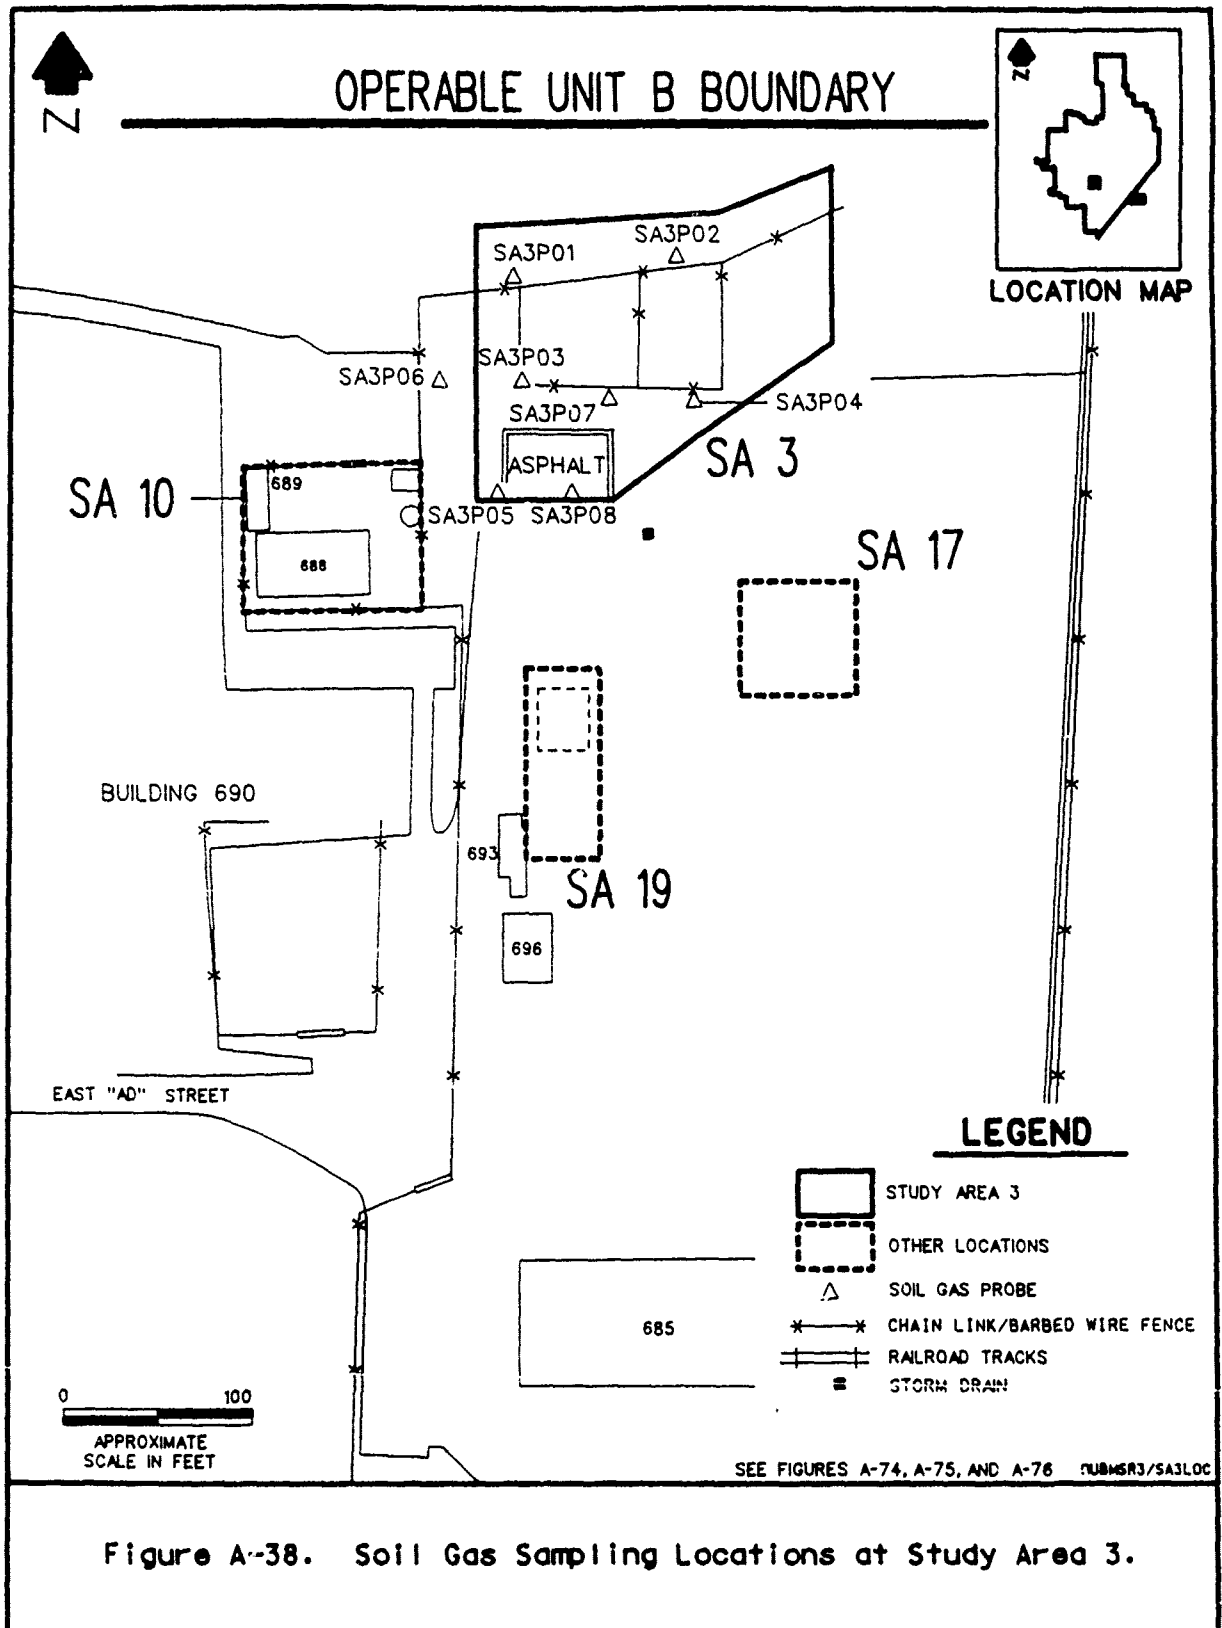 OPERABLE UNIT B BOUNDARY
N
N
LOCATION MAP
SA3P02
SA3P01
SA3P03
SA3P06
SA3P04
SA3P07
SA 3
ASPHALT
689
SA 10
SA3P05
SA3P08
688
SA 17
BUILDING 690
693
SA 19
696
EAST "AD" STREET
LEGEND
STUDY AREA 3
OTHER LOCATIONS
SOIL GAS PROBE
CHAIN LINK/BARBED WIRE FENCE
RAILROAD TRACKS
STORM DRAIN
685
0 100
APPROXIMATE
SCALE IN FEET
SEE FIGURES A-74, A-75, AND A-76
Figure A-38. Soil Gas Sampling Locations at Study Area 3.